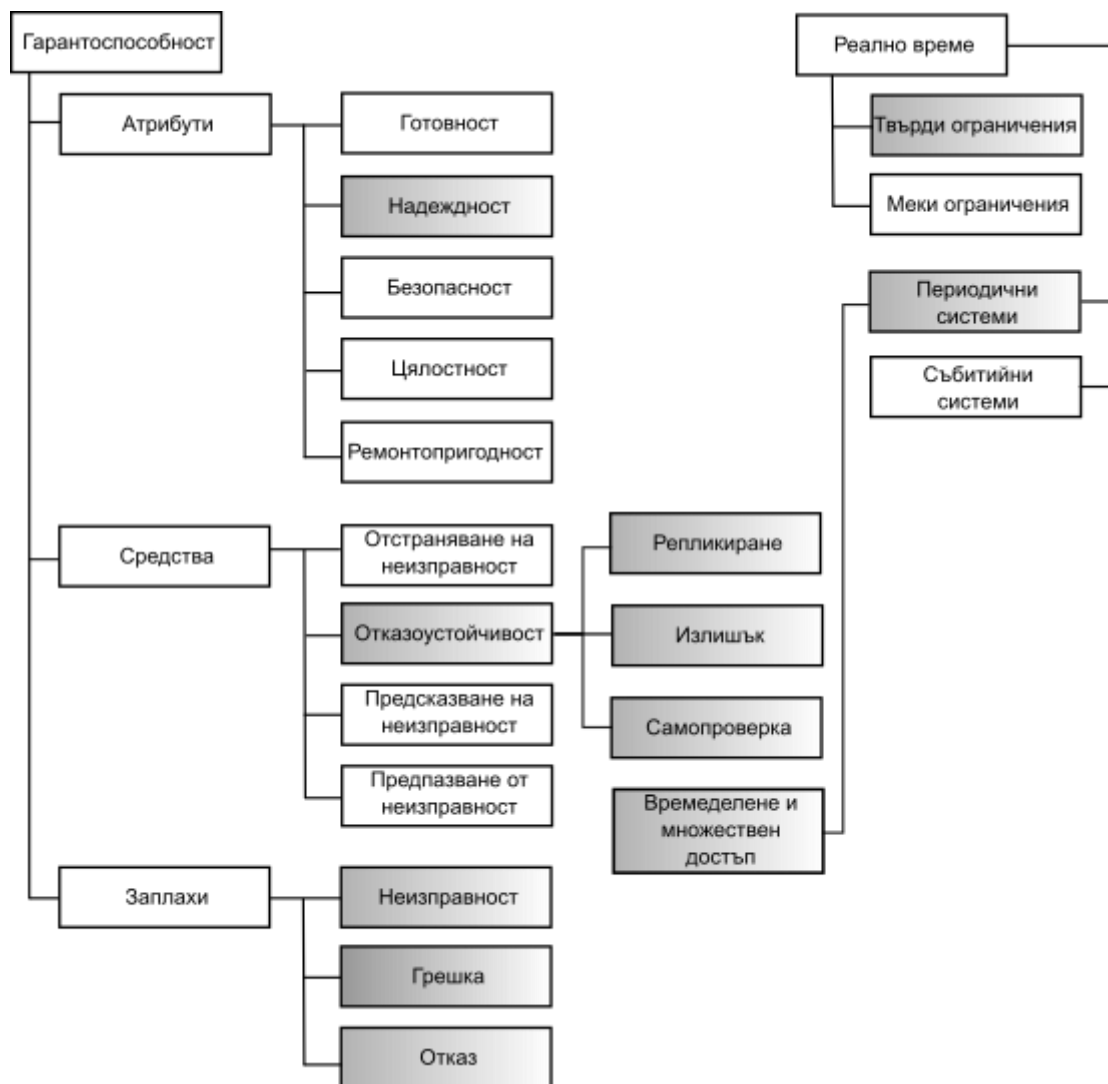 Гарантоспособност
Атрибути
Готовност
Надеждност
Безопасност
Цялостност
Ремонтопригодност
Средства
Отстраняване на
неизправност
Отказоустойчивост
Предсказване на
неизправност
Предпазване от
неизправност
Репликиране
Излишък
Самопроверка
Времеделене и
множествен
достъп
Заплахи
Неизправност
Грешка
Отказ
Реално време
Твърди ограничения
Меки ограничения
Периодични
системи
Събитийни
системи